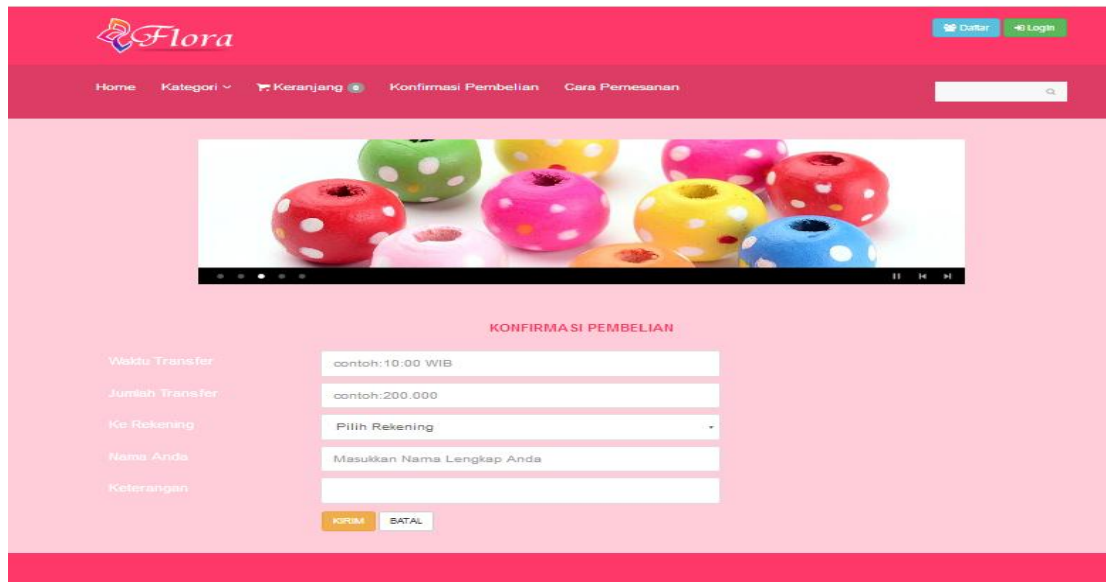 Flora
Daftar
Login
Home Kategori Keranjang 0 Konfirmasi Pembelian Cara Pemesanan
KONFIRMASI PEMBELIAN
Waktu Transfer contoh:10:00 WIB
Jumlah Transfer contoh:200.000
Ke Rekening Pilih Rekening
Nama Anda Masukkan Nama Lengkap Anda
Keterangan
KIRIM BATAL